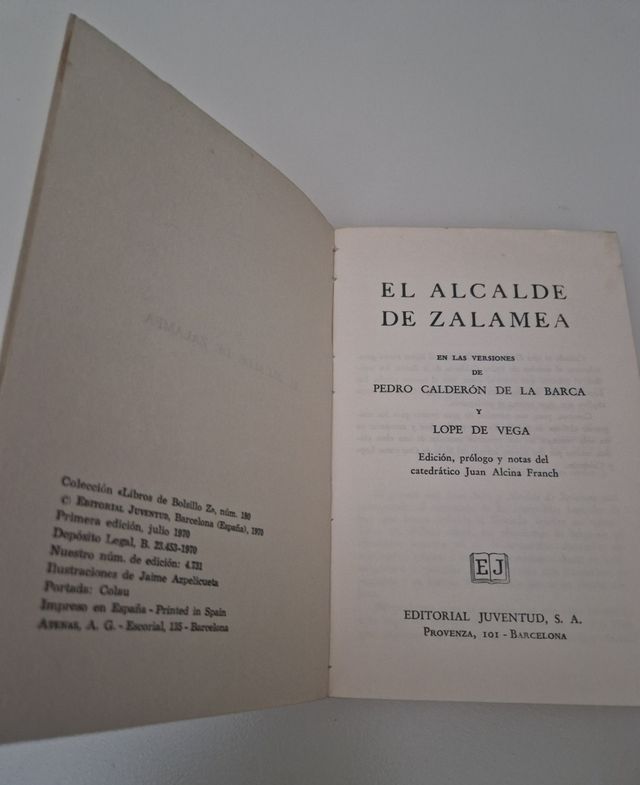 Colección «Libros de Bolsillo Z», núm. 180
© EDITORIAL JUVENTUD, Barcelona (España), 1970
Primera edición, julio 1970
Depósito Legal, B. 23.453-1970
Nuestro núm. de edición: 4.731
Ilustraciones de Jaime Azpelicueta
Portada: Colau
Impreso en España - Printed in Spain
ATENAS, A. G. - Escorial, 135 - Barcelona
EL ALCALDE
DE ZALAMEA
EN LAS VERSIONES
DE
PEDRO CALDERÓN DE LA BARCA
Y
LOPE DE VEGA
Edición, prólogo y notas del
catedrático Juan Alcina Franch
EJ
EDITORIAL JUVENTUD, S. A.
PROVENZA, 101 - BARCELONA